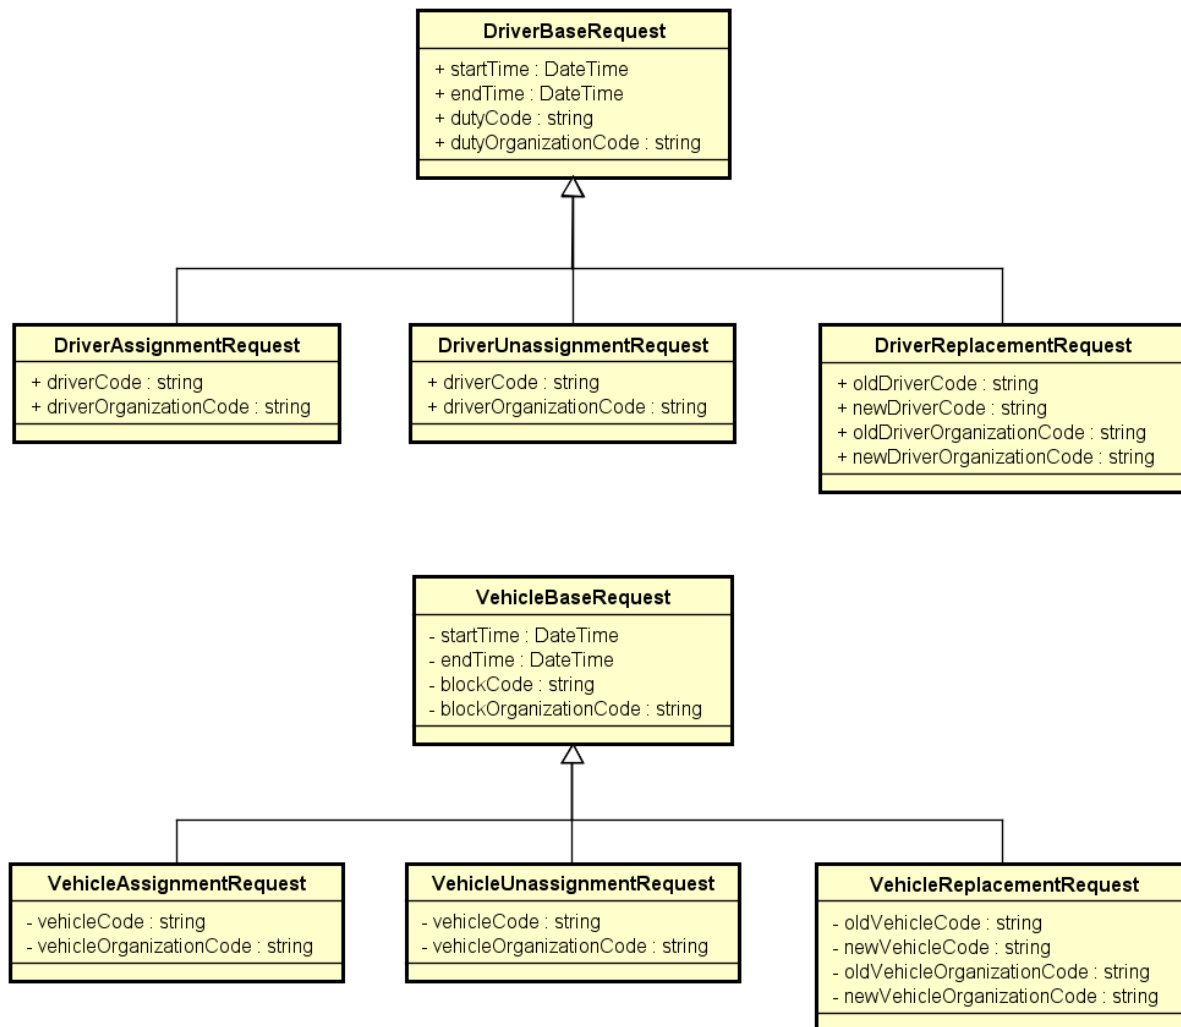 DriverBaseRequest
+ startTime : DateTime
+ endTime : DateTime
+ dutyCode : string
+ dutyOrganizationCode : string
DriverAssignmentRequest
+ driverCode : string
+ driverOrganizationCode : string
DriverUnassignmentRequest
+ driverCode : string
+ driverOrganizationCode : string
DriverReplacementRequest
+ oldDriverCode : string
+ newDriverCode : string
+ oldDriverOrganizationCode : string
+ newDriverOrganizationCode : string
VehicleBaseRequest
- startTime : DateTime
- endTime : DateTime
- blockCode : string
- blockOrganizationCode : string
VehicleAssignmentRequest
- vehicleCode : string
- vehicleOrganizationCode : string
VehicleUnassignmentRequest
- vehicleCode : string
- vehicleOrganizationCode : string
VehicleReplacementRequest
- oldVehicleCode : string
- newVehicleCode : string
- oldVehicleOrganizationCode : string
- newVehicleOrganizationCode : string